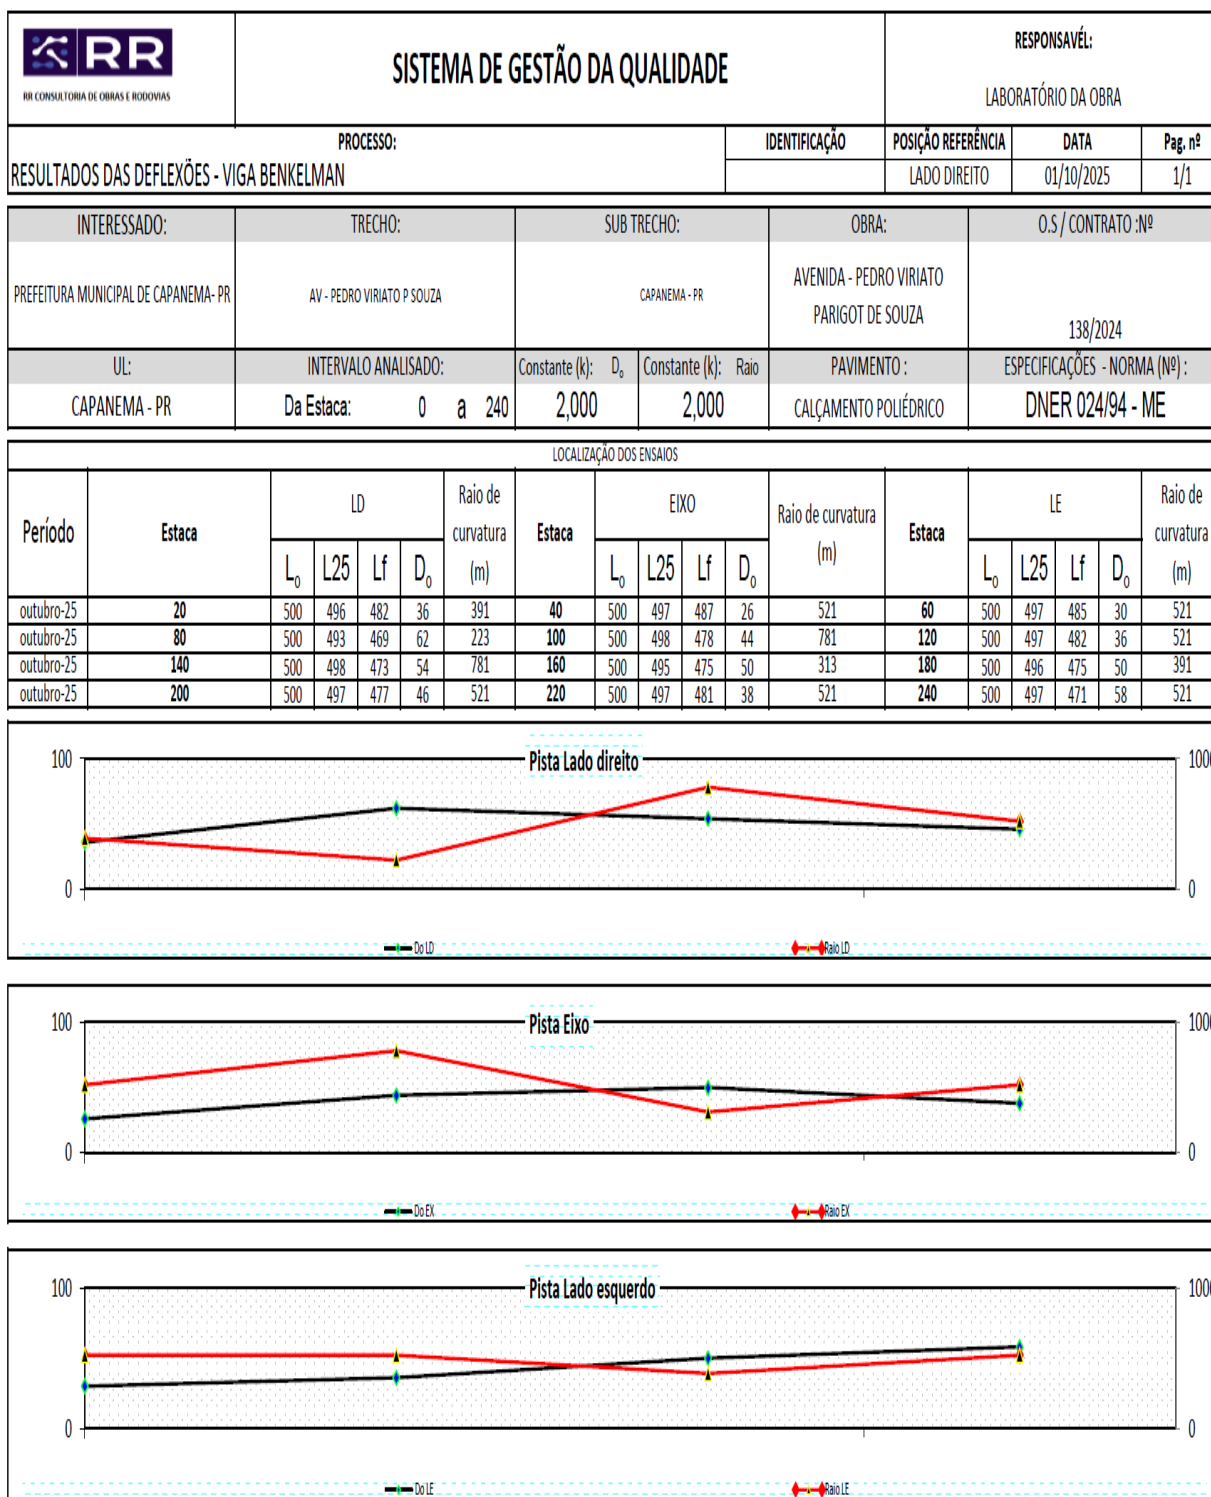 RR
RR CONSULTORIA DE OBRAS E RODOVIAS
SISTEMA DE GESTÃO DA QUALIDADE
RESPONSAVÉL:
LABORATÓRIO DA OBRA
PROCESSO:
RESULTADOS DAS DEFLEXÕES - VIGA BENKELMAN
IDENTIFICAÇÃO
POSIÇÃO REFERÊNCIA
DATA
Pag. nº
LADO DIREITO
01/10/2025
1/1
INTERESSADO:
TRECHO:
SUB TRECHO:
OBRA:
O.S / CONTRATO :Nº
PREFEITURA MUNICIPAL DE CAPANEMA- PR
AV - PEDRO VIRIATO P SOUZA
CAPANEMA - PR
AVENIDA - PEDRO VIRIATO
PARIGOT DE SOUZA
138/2024
UL:
INTERVALO ANALISADO:
Constante (k): D₀
Constante (k): Raio
PAVIMENTO :
ESPECIFICAÇÕES - NORMA (Nº) :
CAPANEMA - PR
Da Estaca: 0 a 240
2,000
2,000
CALÇAMENTO POLIÉDRICO
DNER 024/94 - ME
LOCALIZAÇÃO DOS ENSAIOS
Período Estaca LD Raio de curvatura (m) Estaca EIXO Raio de curvatura (m) Estaca LE Raio de curvatura (m)
L₀ L25 Lf D₀ L₀ L25 Lf D₀ L₀ L25 Lf D₀
outubro-25 20 500 496 482 36 391 40 500 497 487 26 521 60 500 497 485 30 521
outubro-25 80 500 493 469 62 223 100 500 498 478 44 781 120 500 497 482 36 521
outubro-25 140 500 498 473 54 781 160 500 495 475 50 313 180 500 496 475 50 391
outubro-25 200 500 497 477 46 521 220 500 497 481 38 521 240 500 497 471 58 521
Pista Lado direito
100
1000
0
0
Do LD
Raio LD
Pista Eixo
100
1000
0
0
Do EX
Raio EX
Pista Lado esquerdo
100
1000
0
0
Do LE
Raio LE